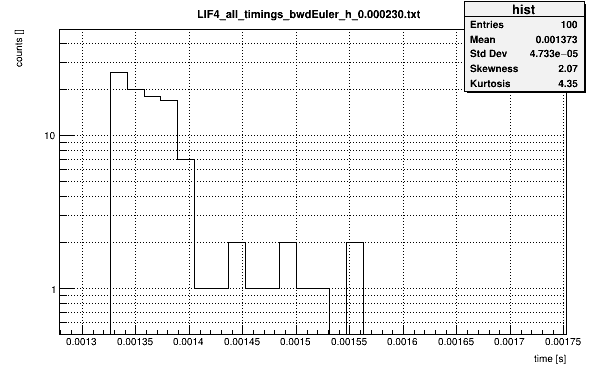 LIF4_all_timings_bwdEuler_h_0.000230.txt
hist
Entries 100
Mean 0.001373
Std Dev 4.733e−05
Skewness 2.07
Kurtosis 4.35
counts []
10
1
0.0013 0.00135 0.0014 0.00145 0.0015 0.00155 0.0016 0.00165 0.0017 0.00175
time [s]